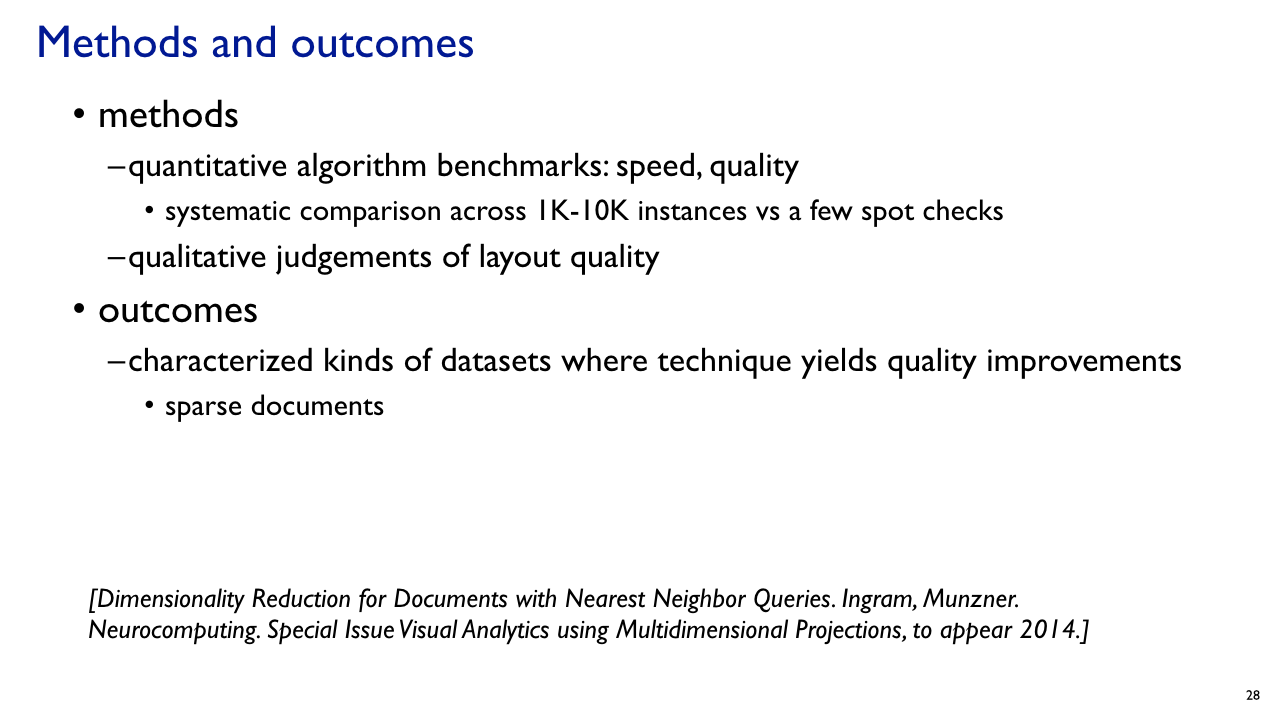 Methods and outcomes
• methods
–quantitative algorithm benchmarks: speed, quality
• systematic comparison across 1K-10K instances vs a few spot checks
–qualitative judgements of layout quality
• outcomes
–characterized kinds of datasets where technique yields quality improvements
• sparse documents
[Dimensionality Reduction for Documents with Nearest Neighbor Queries. Ingram, Munzner.
Neurocomputing. Special Issue Visual Analytics using Multidimensional Projections, to appear 2014.]
28